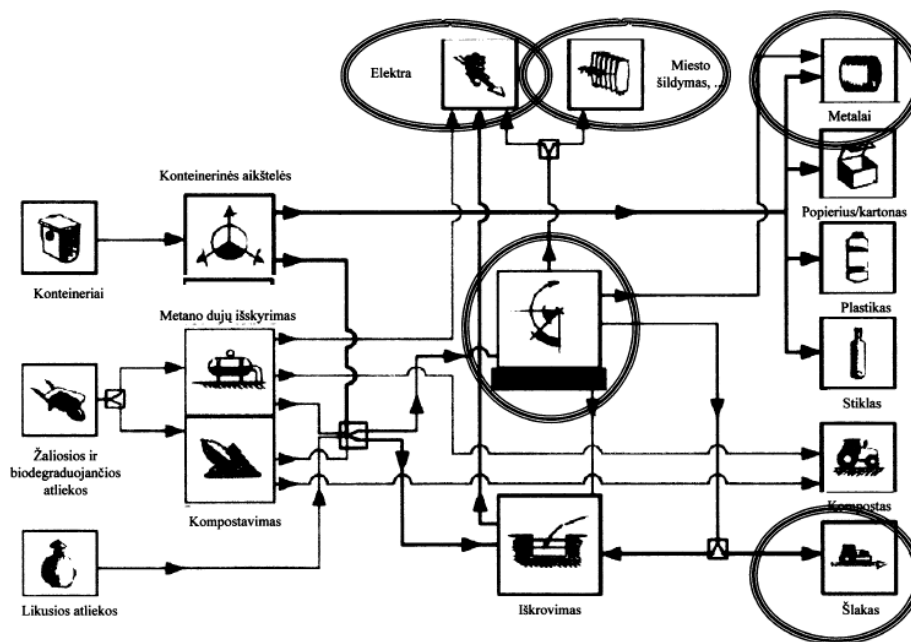 Elektra
Miesto
šildymas, ..
Metalai
Konteinerinės aikštelės
Popierius/kartonas
Konteineriai
Plastikas
Metano dujų išskyrimas
Stiklas
Žaliosios ir
biodegraduojančios
atliekos
Kompostavimas
Kompostas
Likusios atliekos
Iškrovimas
Šlakas